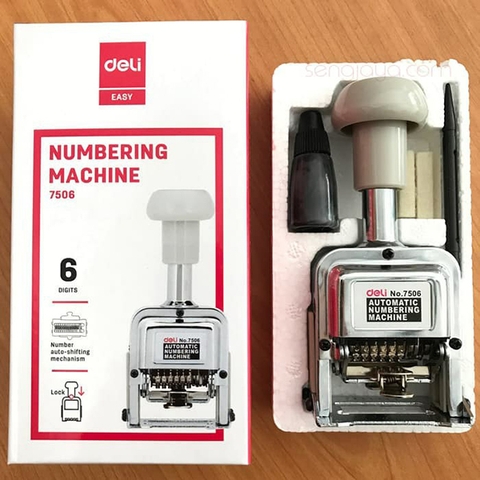 deli
EASY
NUMBERING
MACHINE
7506
6
DIGITS
Number
auto-shifting
mechanism
Lock
deli No.7506
AUTOMATIC
NUMBERING
MACHINE
sengjaya.com
deli No.7506
AUTOMATIC
NUMBERING
MACHINE